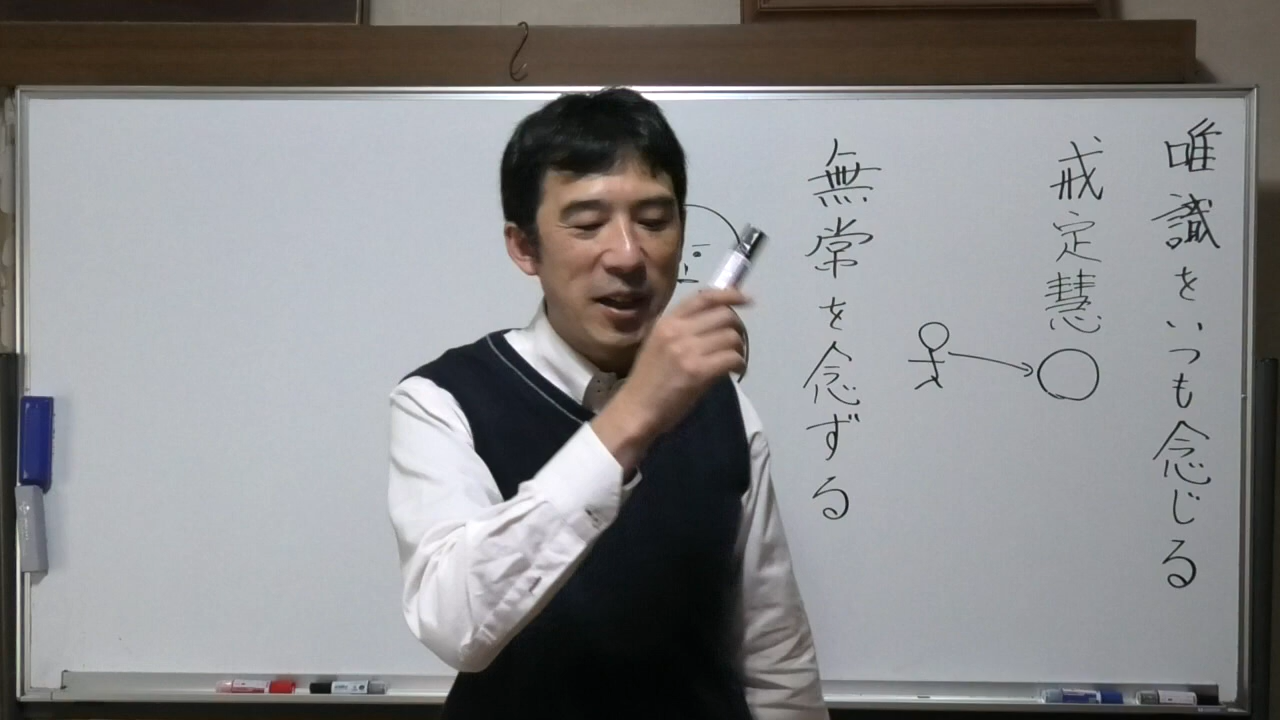 唯識をいつも念じる
戒定慧
無常を念ずる